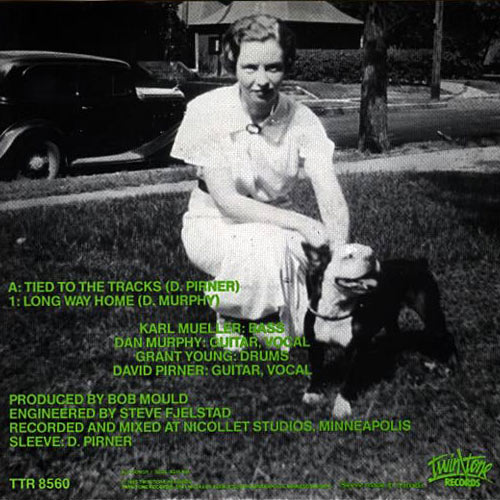 A: TIED TO THE TRACKS (D. PIRNER)
1: LONG WAY HOME (D. MURPHY)
KARL MUELLER: BASS
DAN MURPHY: GUITAR, VOCAL
GRANT YOUNG: DRUMS
DAVID PIRNER: GUITAR, VOCAL
PRODUCED BY BOB MOULD
ENGINEERED BY STEVE FJELSTAD
RECORDED AND MIXED AT NICOLLET STUDIOS, MINNEAPOLIS
SLEEVE: D. PIRNER
TTR 8560
Twin/Tone
RECORDS